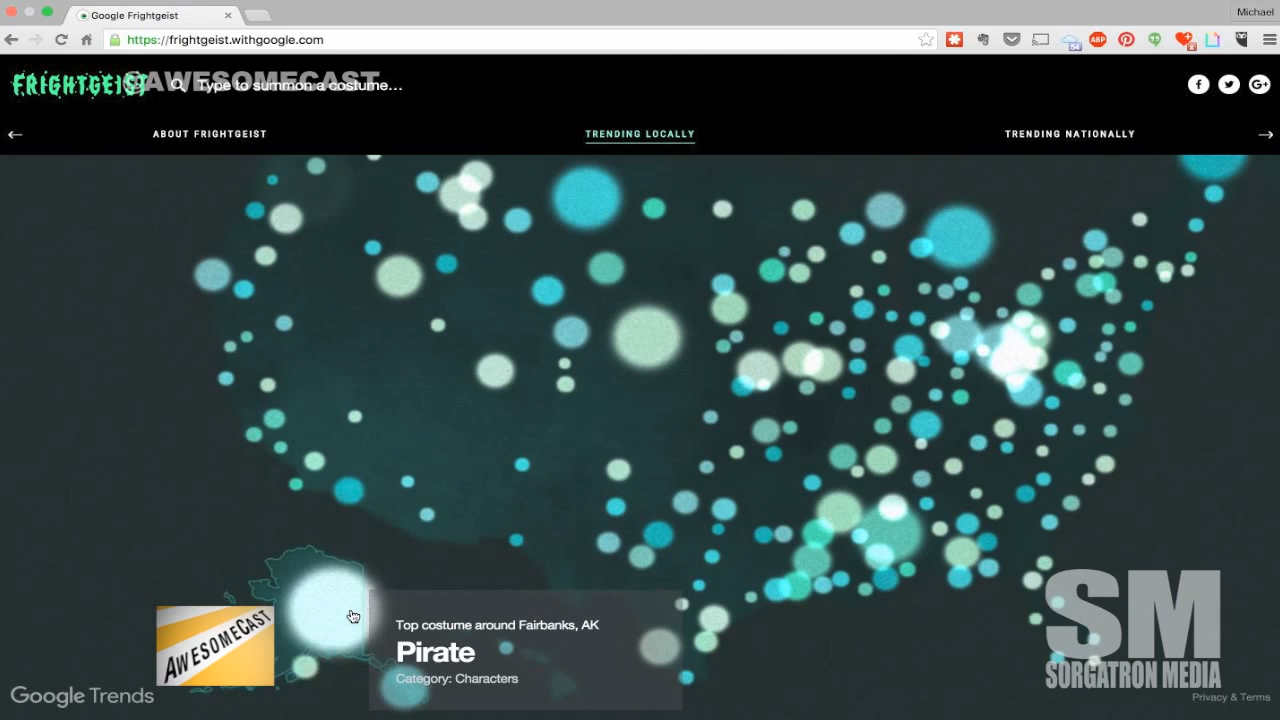 Google Frightgeist
Michael
https://frightgeist.withgoogle.com
ABP
FRIGHTGEIST
@AWESOMECAST
Type to summon a costume...
ABOUT FRIGHTGEIST
TRENDING LOCALLY
TRENDING NATIONALLY
Top costume around Fairbanks, AK
Pirate
Category: Characters
AWESOMECAST
SM
SORGATRON MEDIA
Google Trends
Privacy & Terms